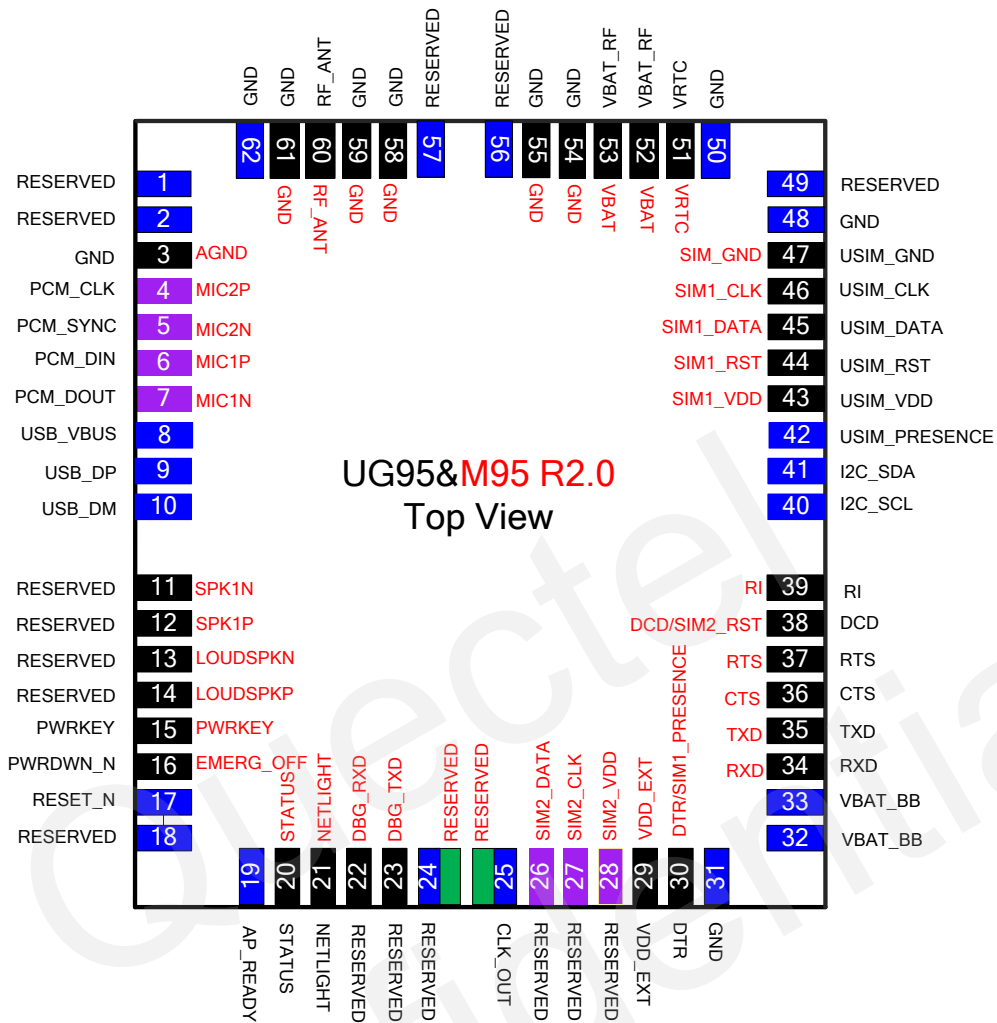 GND GND RF_ANT GND GND RESERVED RESERVED GND GND VBAT_RF VBAT_RF VRTC GND
62 61 60 59 58 57 56 55 54 53 52 51 50
GND RF_ANT GND GND GND GND VBAT VBAT VRTC
RESERVED 1
RESERVED 2
GND 3 AGND
PCM_CLK 4 MIC2P
PCM_SYNC 5 MIC2N
PCM_DIN 6 MIC1P
PCM_DOUT 7 MIC1N
USB_VBUS 8
USB_DP 9
USB_DM 10
RESERVED 11 SPK1N
RESERVED 12 SPK1P
RESERVED 13 LOUDSPKN
RESERVED 14 LOUDSPKP
PWRKEY 15 PWRKEY
PWRDWN_N 16 EMERG_OFF
RESET_N 17
RESERVED 18
UG95&M95 R2.0
Top View
49 RESERVED
48 GND
SIM_GND 47 USIM_GND
SIM1_CLK 46 USIM_CLK
SIM1_DATA 45 USIM_DATA
SIM1_RST 44 USIM_RST
SIM1_VDD 43 USIM_VDD
42 USIM_PRESENCE
41 I2C_SDA
40 I2C_SCL
RI 39 RI
DCD/SIM2_RST 38 DCD
RTS 37 RTS
CTS 36 CTS
TXD 35 TXD
RXD 34 RXD
33 VBAT_BB
32 VBAT_BB
STATUS NETLIGHT DBG_RXD DBG_TXD RESERVED RESERVED SIM2_DATA SIM2_CLK SIM2_VDD VDD_EXT DTR/SIM1_PRESENCE
19 20 21 22 23 24 25 26 27 28 29 30 31
AP_READY STATUS NETLIGHT RESERVED RESERVED RESERVED CLK_OUT RESERVED RESERVED RESERVED VDD_EXT DTR GND
Quectel